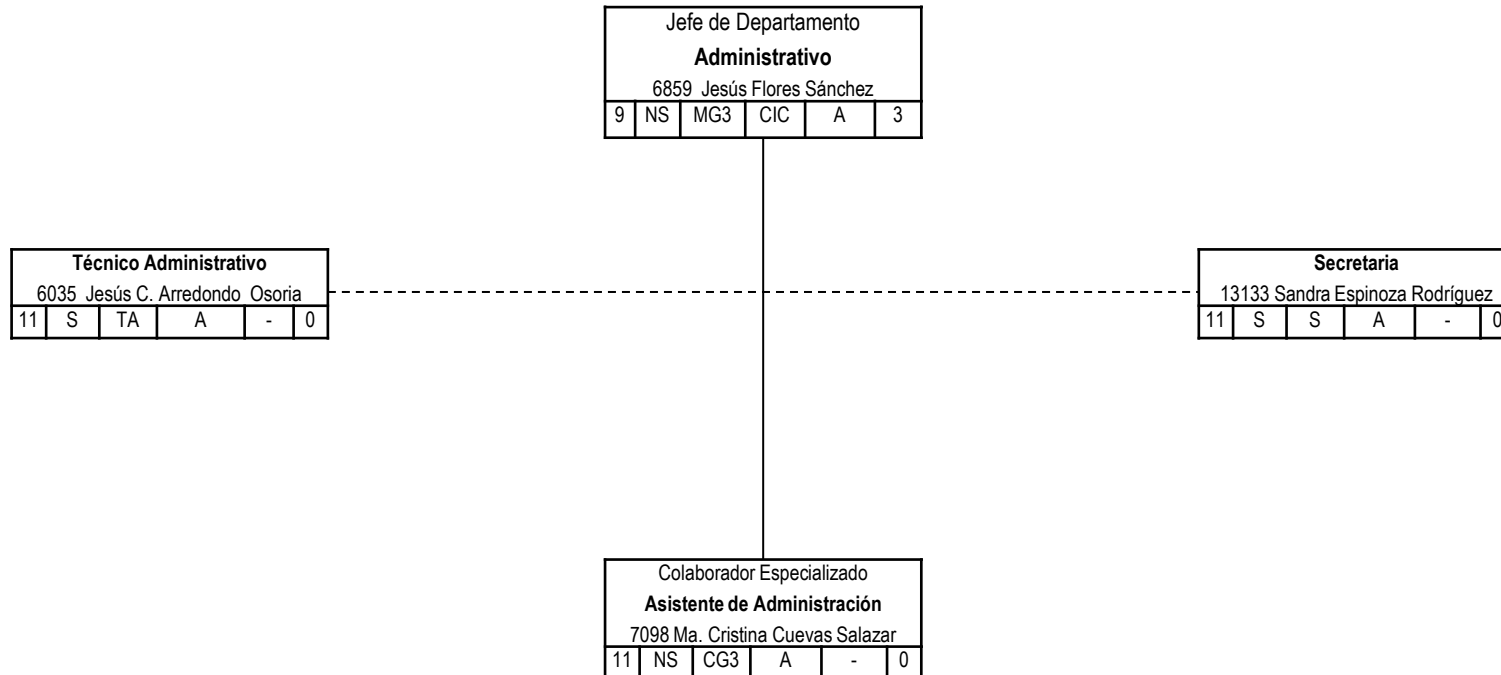 Jefe de Departamento
Administrativo
6859 Jesús Flores Sánchez
9 NS MG3 CIC A 3
Técnico Administrativo
6035 Jesús C. Arredondo Osoria
11 S TA A - 0
Secretaria
13133 Sandra Espinoza Rodríguez
11 S S A - 0
Colaborador Especializado
Asistente de Administración
7098 Ma. Cristina Cuevas Salazar
11 NS CG3 A - 0